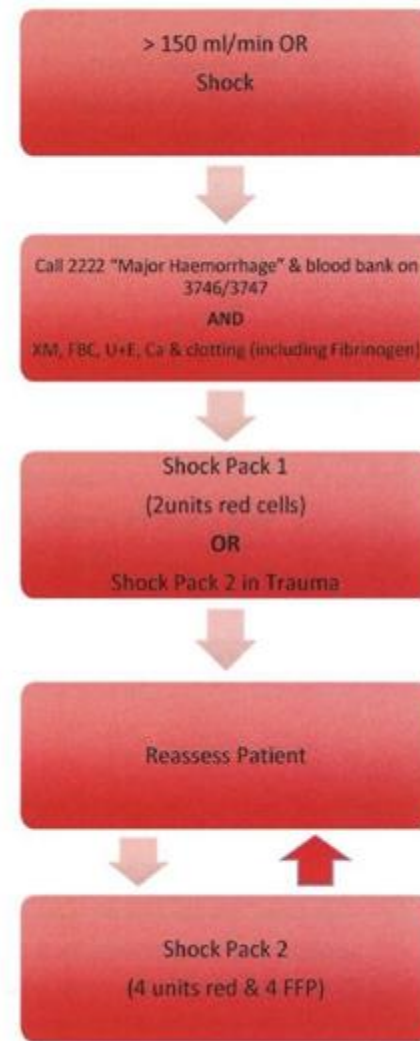 > 150 ml/min OR
Shock
Call 2222 "Major Haemorrhage" & blood bank on
3746/3747
AND
XM, FBC, U+E, Ca & clotting (including Fibrinogen)
Shock Pack 1
(2units red cells)
OR
Shock Pack 2 in Trauma
Reassess Patient
Shock Pack 2
(4 units red & 4 FFP)